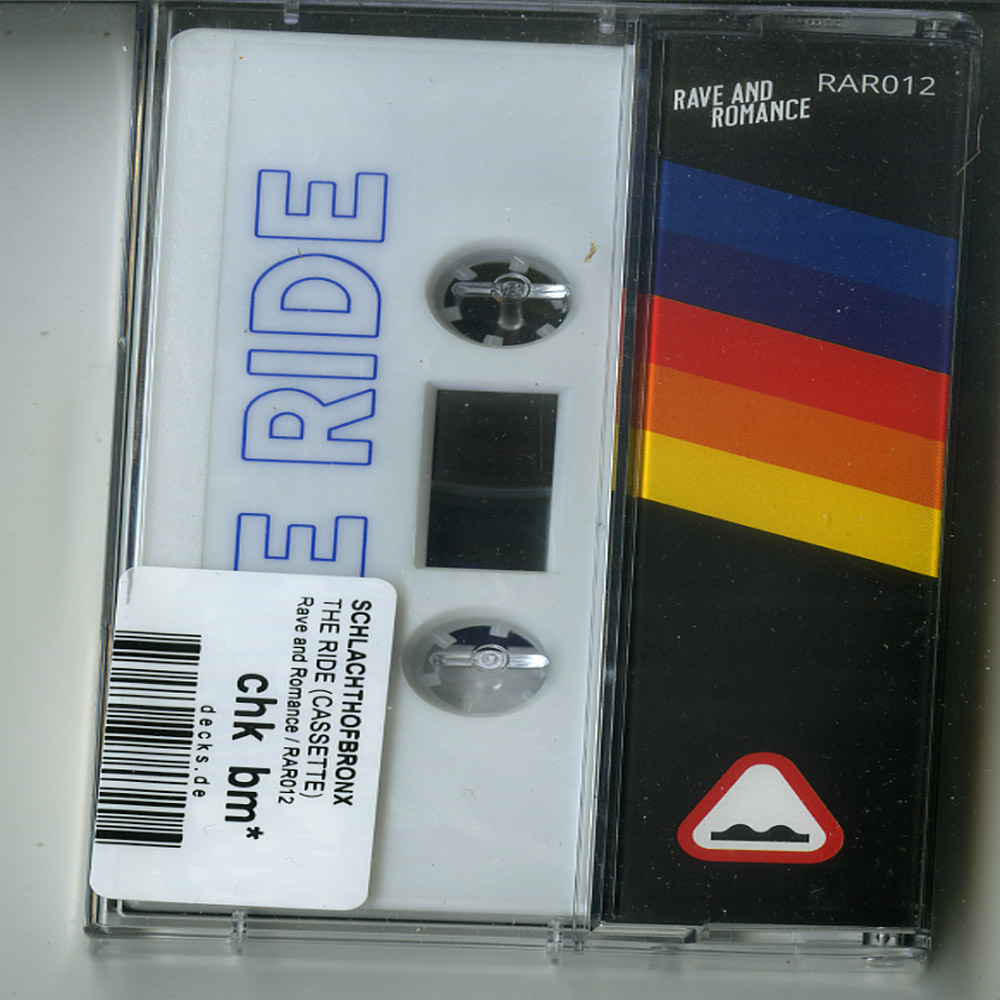 RAVE AND
ROMANCE
RAR012
E RIDE
SCHLACHTHOFBRONX
THE RIDE (CASSETTE)
Rave and Romance / RAR012
chk bm*
decks.de